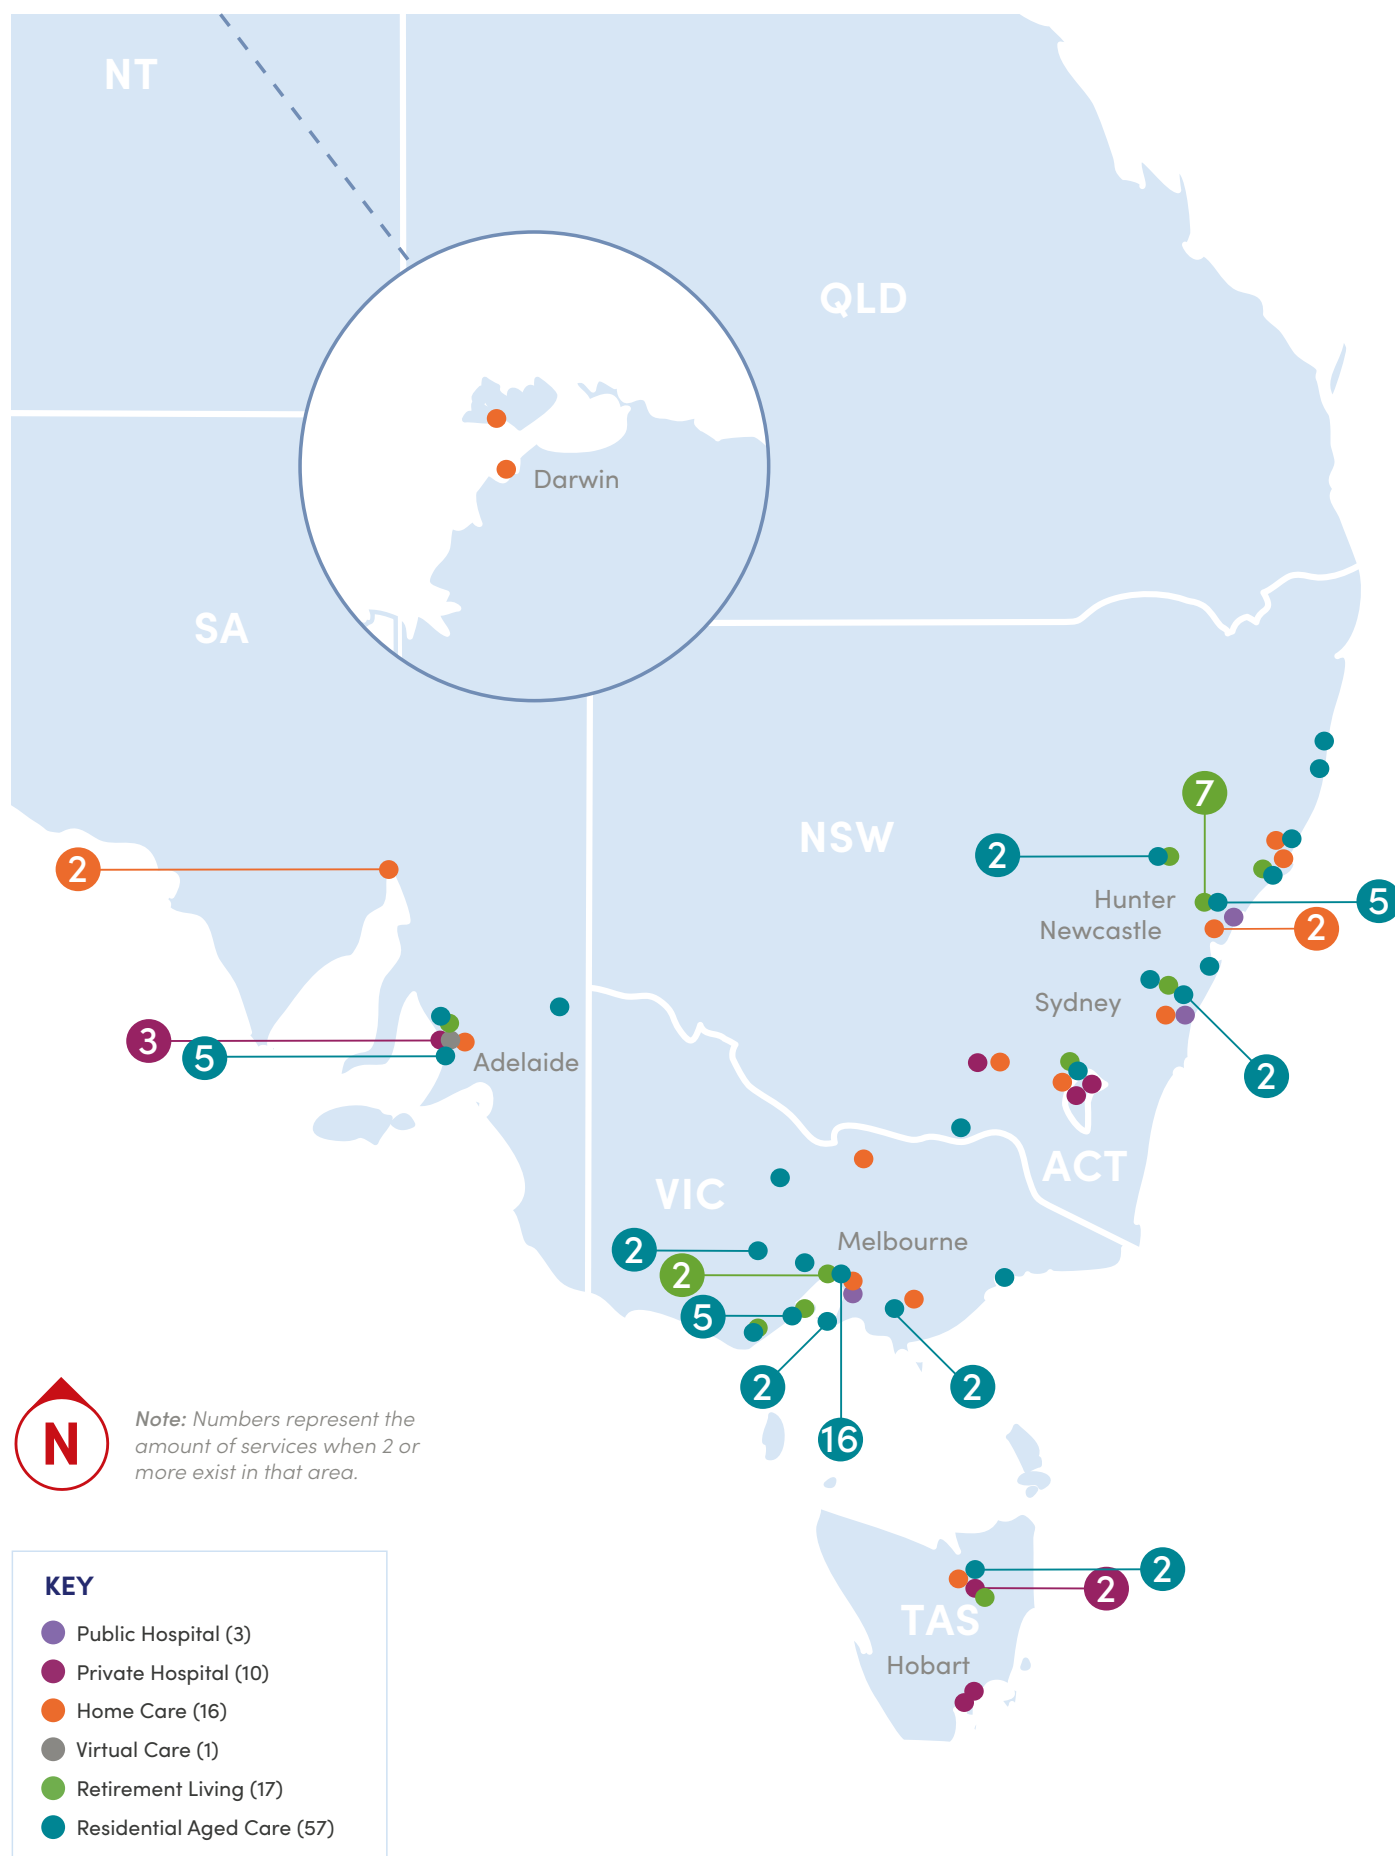 NT
QLD
Darwin
SA
7
NSW
2
2
Hunter
5
Newcastle
2
Sydney
3
5
Adelaide
2
ACT
VIC
Melbourne
2
2
5
2
2
16
N
Note: Numbers represent the
amount of services when 2 or
more exist in that area.
2
2
TAS
Hobart
KEY
Public Hospital (3)
Private Hospital (10)
Home Care (16)
Virtual Care (1)
Retirement Living (17)
Residential Aged Care (57)